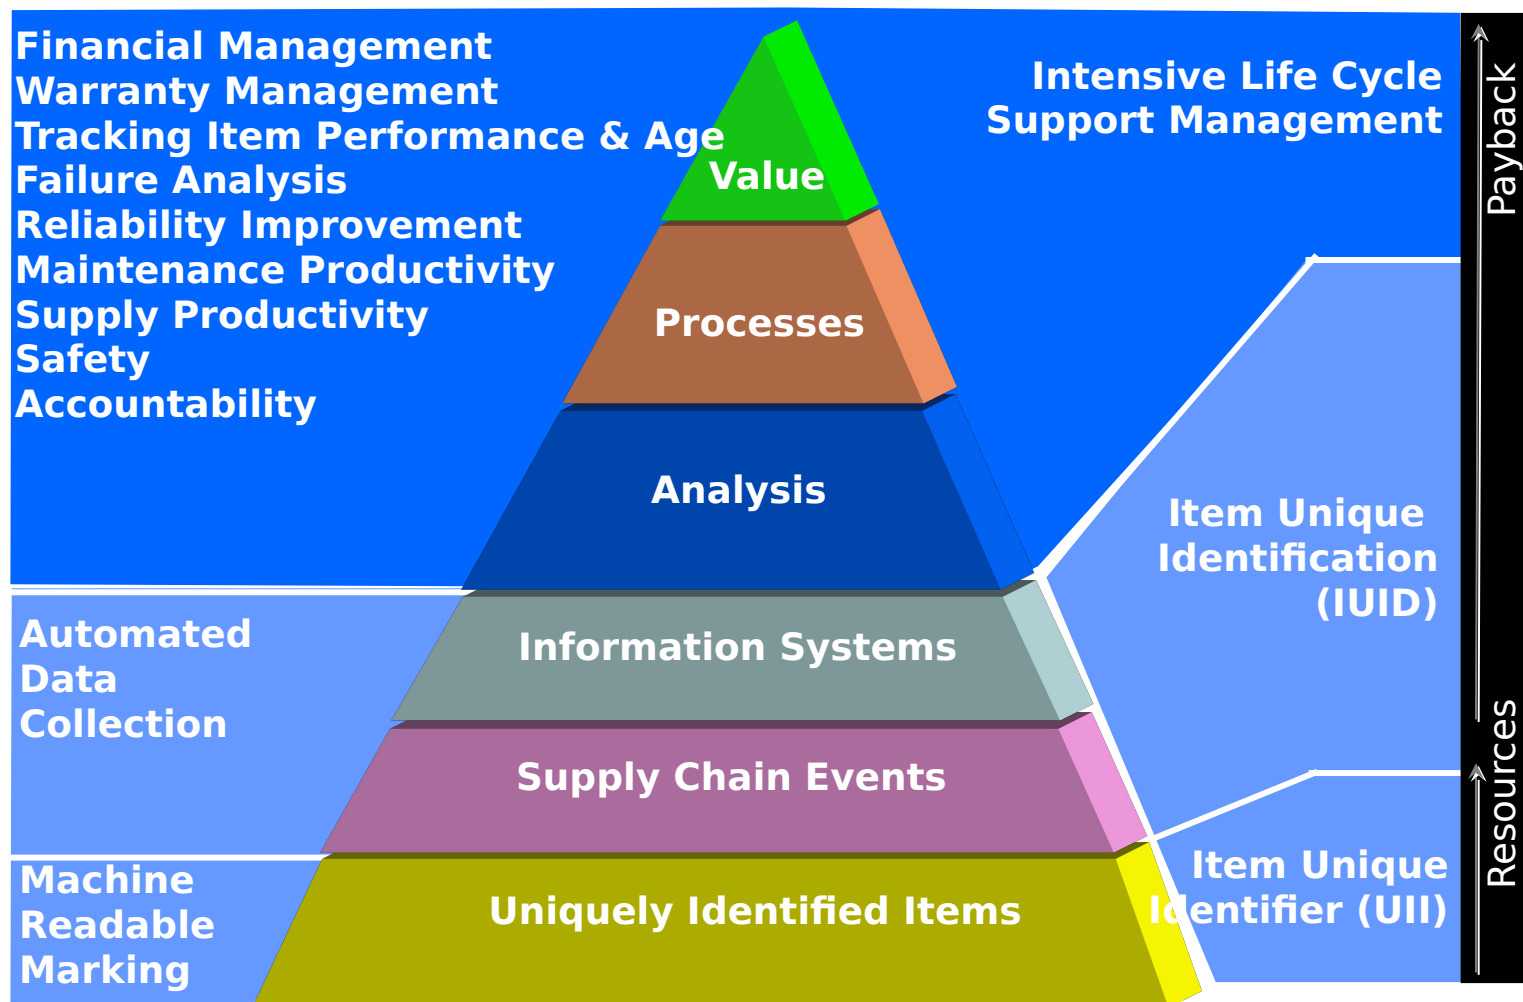 Financial Management
Warranty Management
Tracking Item Performance & Age
Failure Analysis
Reliability Improvement
Maintenance Productivity
Supply Productivity
Safety
Accountability
Automated
Data
Collection
Machine
Readable
Marking
Value
Processes
Analysis
Information Systems
Supply Chain Events
Uniquely Identified Items
Intensive Life Cycle
Support Management
Item Unique
Identification
(IUID)
Item Unique
Identifier (UII)
Payback
Resources